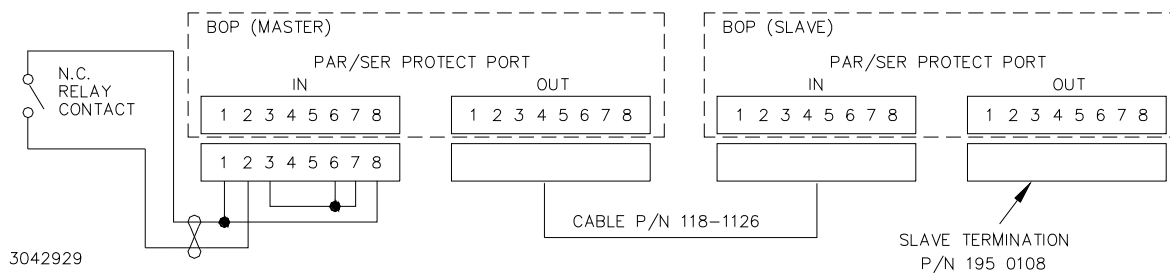 BOP (MASTER)
PAR/SER PROTECT PORT
IN
OUT
1 2 3 4 5 6 7 8
1 2 3 4 5 6 7 8
1 2 3 4 5 6 7 8
N.C.
RELAY
CONTACT
BOP (SLAVE)
PAR/SER PROTECT PORT
IN
OUT
1 2 3 4 5 6 7 8
1 2 3 4 5 6 7 8
CABLE P/N 118-1126
SLAVE TERMINATION
P/N 195 0108
3042929